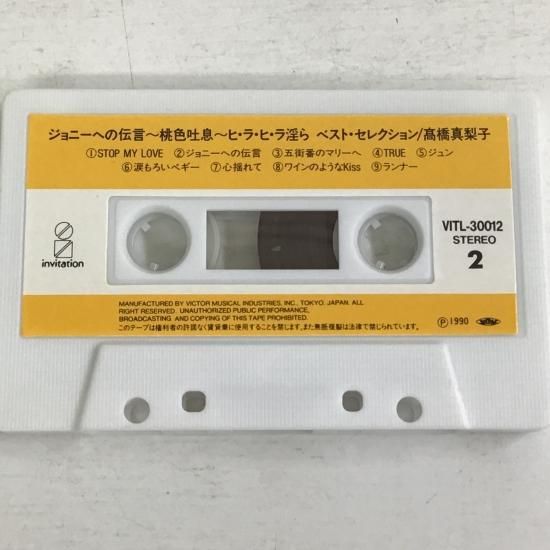 ジョニーへの伝言～桃色吐息～ヒ・ラ・ヒ・ラ淫ら ベスト・セレクション/髙橋真梨子
①STOP MY LOVE ②ジョニーへの伝言 ③五街番のマリーへ ④TRUE ⑤ジュン
⑥涙もろいペギー ⑦心揺れて ⑧ワインのようなKiss ⑨ランナー
invitation
VITL-30012
STEREO
2
MANUFACTURED BY VICTOR MUSICAL INDUSTRIES, INC., TOKYO, JAPAN. ALL
RIGHT RESERVED. UNAUTHORIZED PUBLIC PERFORMANCE,
BROADCASTING AND COPYING OF THIS TAPE PROHIBITED.
このテープは権利者の許諾なく賃貸業に使用することを禁じます。また無断複製は法律で禁じられています。
Ⓟ1990